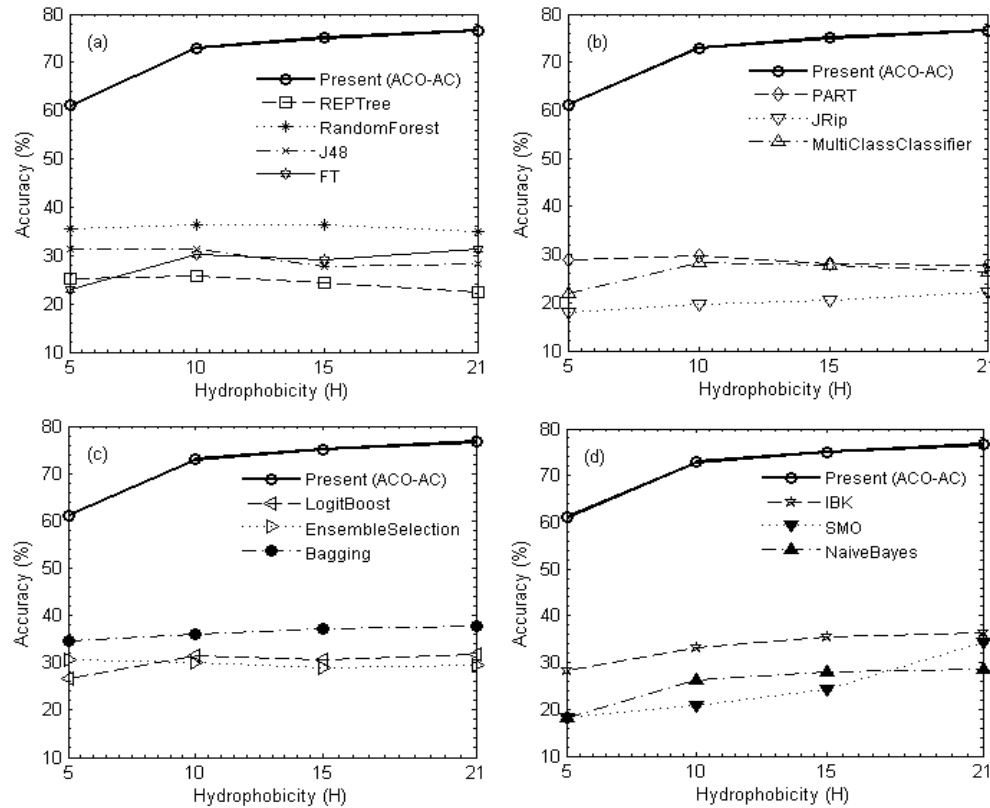 (a)
80
70
60
50
40
30
20
10
Accuracy (%)
Present (ACO-AC)
REPTree
RandomForest
J48
FT
5
10
15
21
Hydrophobicity (H)
(b)
80
70
60
50
40
30
20
10
Accuracy (%)
Present (ACO-AC)
PART
JRip
MultiClassClassifier
5
10
15
21
Hydrophobicity (H)
(c)
80
70
60
50
40
30
20
10
Accuracy (%)
Present (ACO-AC)
LogitBoost
EnsembleSelection
Bagging
5
10
15
21
Hydrophobicity (H)
(d)
80
70
60
50
40
30
20
10
Accuracy (%)
Present (ACO-AC)
IBK
SMO
NaiveBayes
5
10
15
21
Hydrophobicity (H)